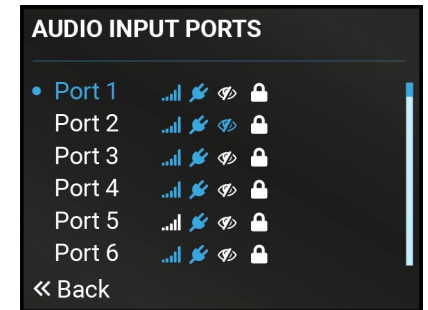 AUDIO INPUT PORTS
Port 1
Port 2
Port 3
Port 4
Port 5
Port 6
« Back